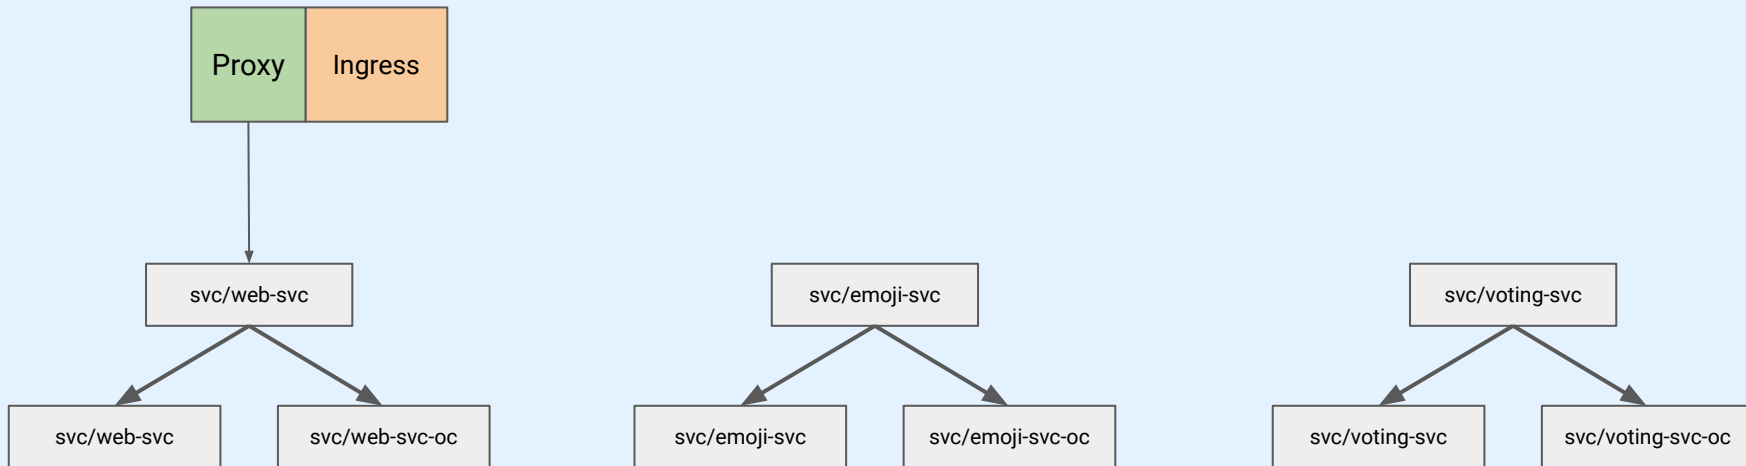 Proxy
Ingress
svc/web-svc
svc/emoji-svc
svc/voting-svc
svc/web-svc
svc/web-svc-oc
svc/emoji-svc
svc/emoji-svc-oc
svc/voting-svc
svc/voting-svc-oc